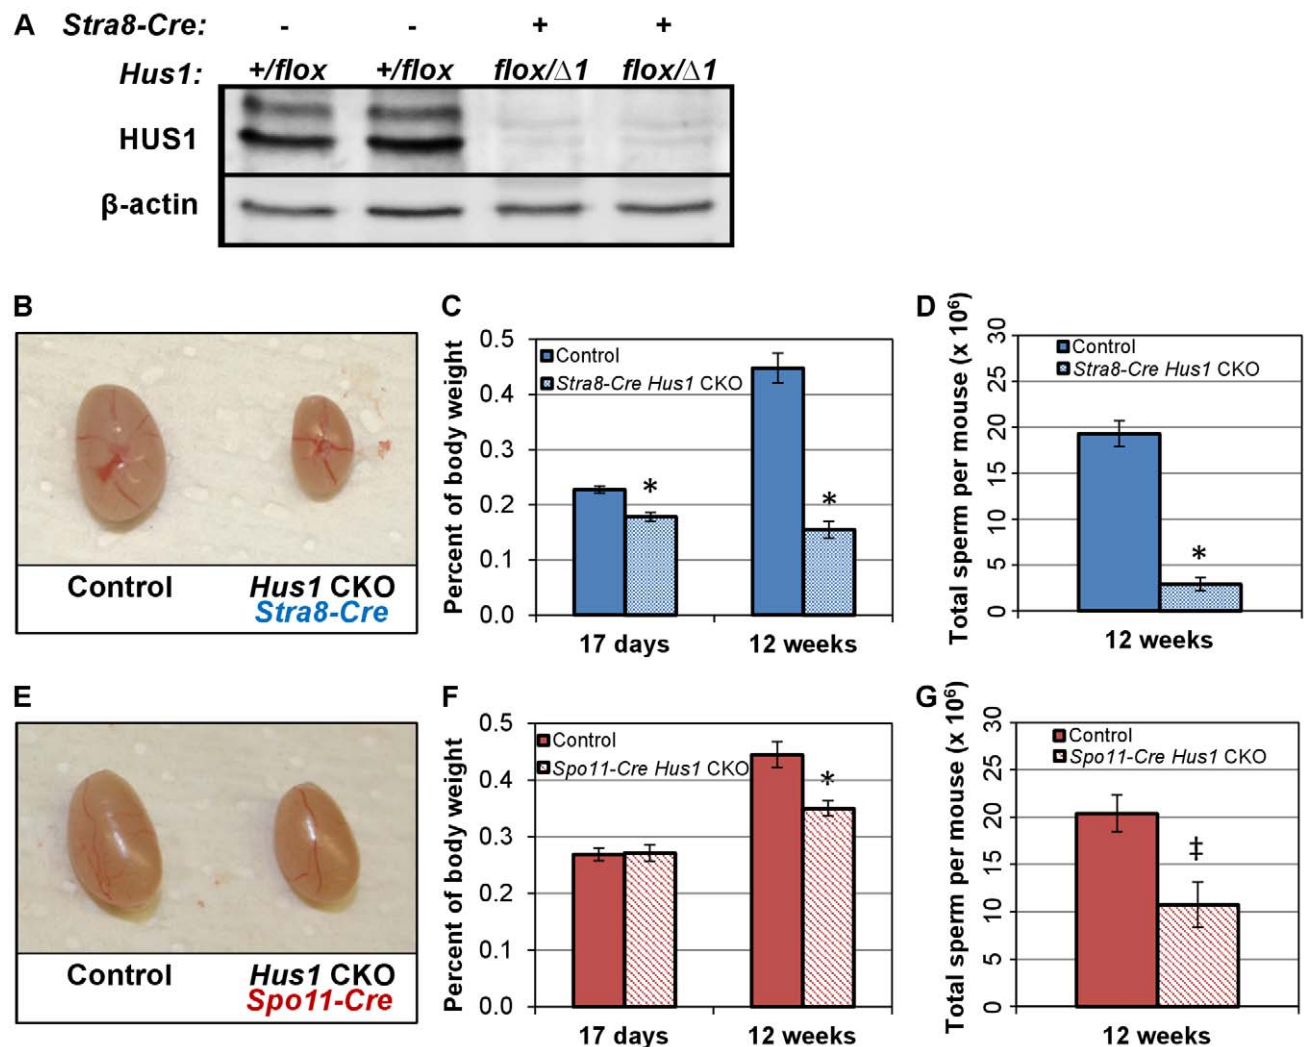 A Stra8-Cre: - - + +
Hus1: +/flox +/flox flox/Δ1 flox/Δ1
HUS1
β-actin
B
Control Hus1 CKO
Stra8-Cre
C
Percent of body weight
0.5
0.4
0.3
0.2
0.1
0.0
Control
Stra8-Cre Hus1 CKO
*
*
17 days 12 weeks
D
Total sperm per mouse (x 10⁶)
30
25
20
15
10
5
0
Control
Stra8-Cre Hus1 CKO
*
12 weeks
E
Control Hus1 CKO
Spo11-Cre
F
Percent of body weight
0.5
0.4
0.3
0.2
0.1
0.0
Control
Spo11-Cre Hus1 CKO
*
17 days 12 weeks
G
Total sperm per mouse (x 10⁶)
30
25
20
15
10
5
0
Control
Spo11-Cre Hus1 CKO
‡
12 weeks